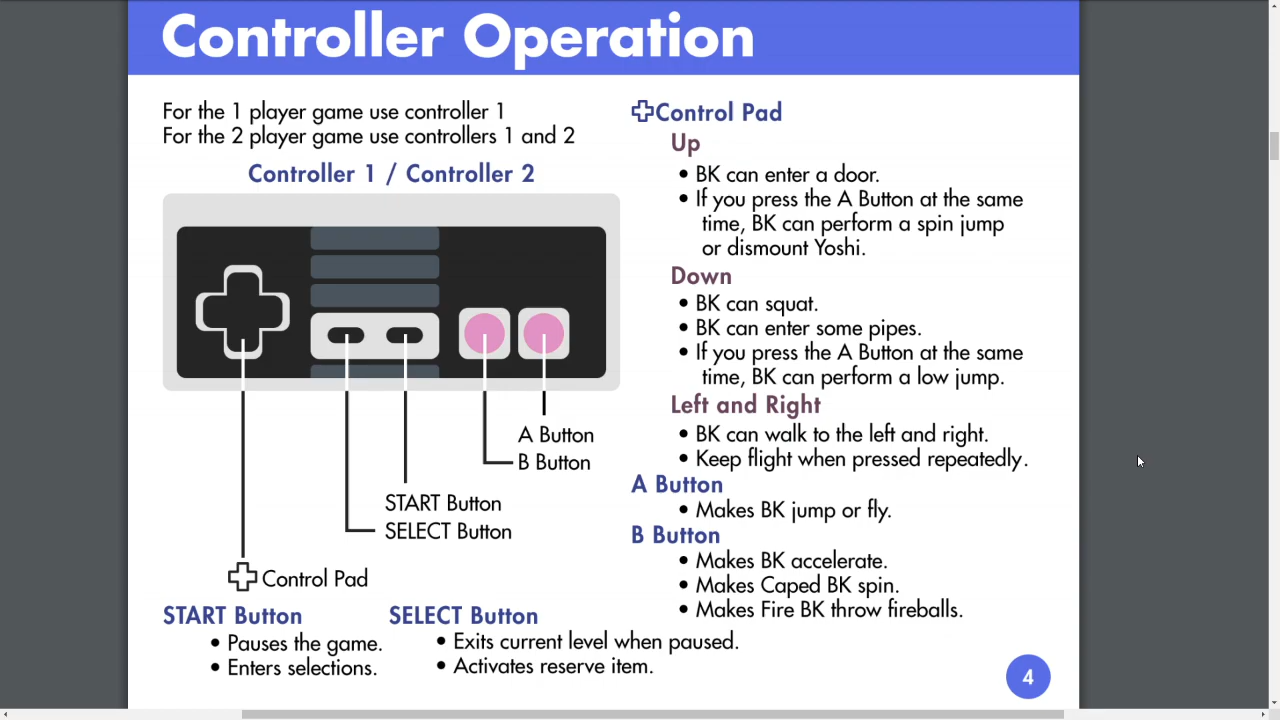 Controller Operation
For the 1 player game use controller 1
For the 2 player game use controllers 1 and 2
Controller 1 / Controller 2
A Button
B Button
START Button
SELECT Button
Control Pad
START Button
• Pauses the game.
• Enters selections.
SELECT Button
• Exits current level when paused.
• Activates reserve item.
Control Pad
Up
• BK can enter a door.
• If you press the A Button at the same
time, BK can perform a spin jump
or dismount Yoshi.
Down
• BK can squat.
• BK can enter some pipes.
• If you press the A Button at the same
time, BK can perform a low jump.
Left and Right
• BK can walk to the left and right.
• Keep flight when pressed repeatedly.
A Button
• Makes BK jump or fly.
B Button
• Makes BK accelerate.
• Makes Caped BK spin.
• Makes Fire BK throw fireballs.
4